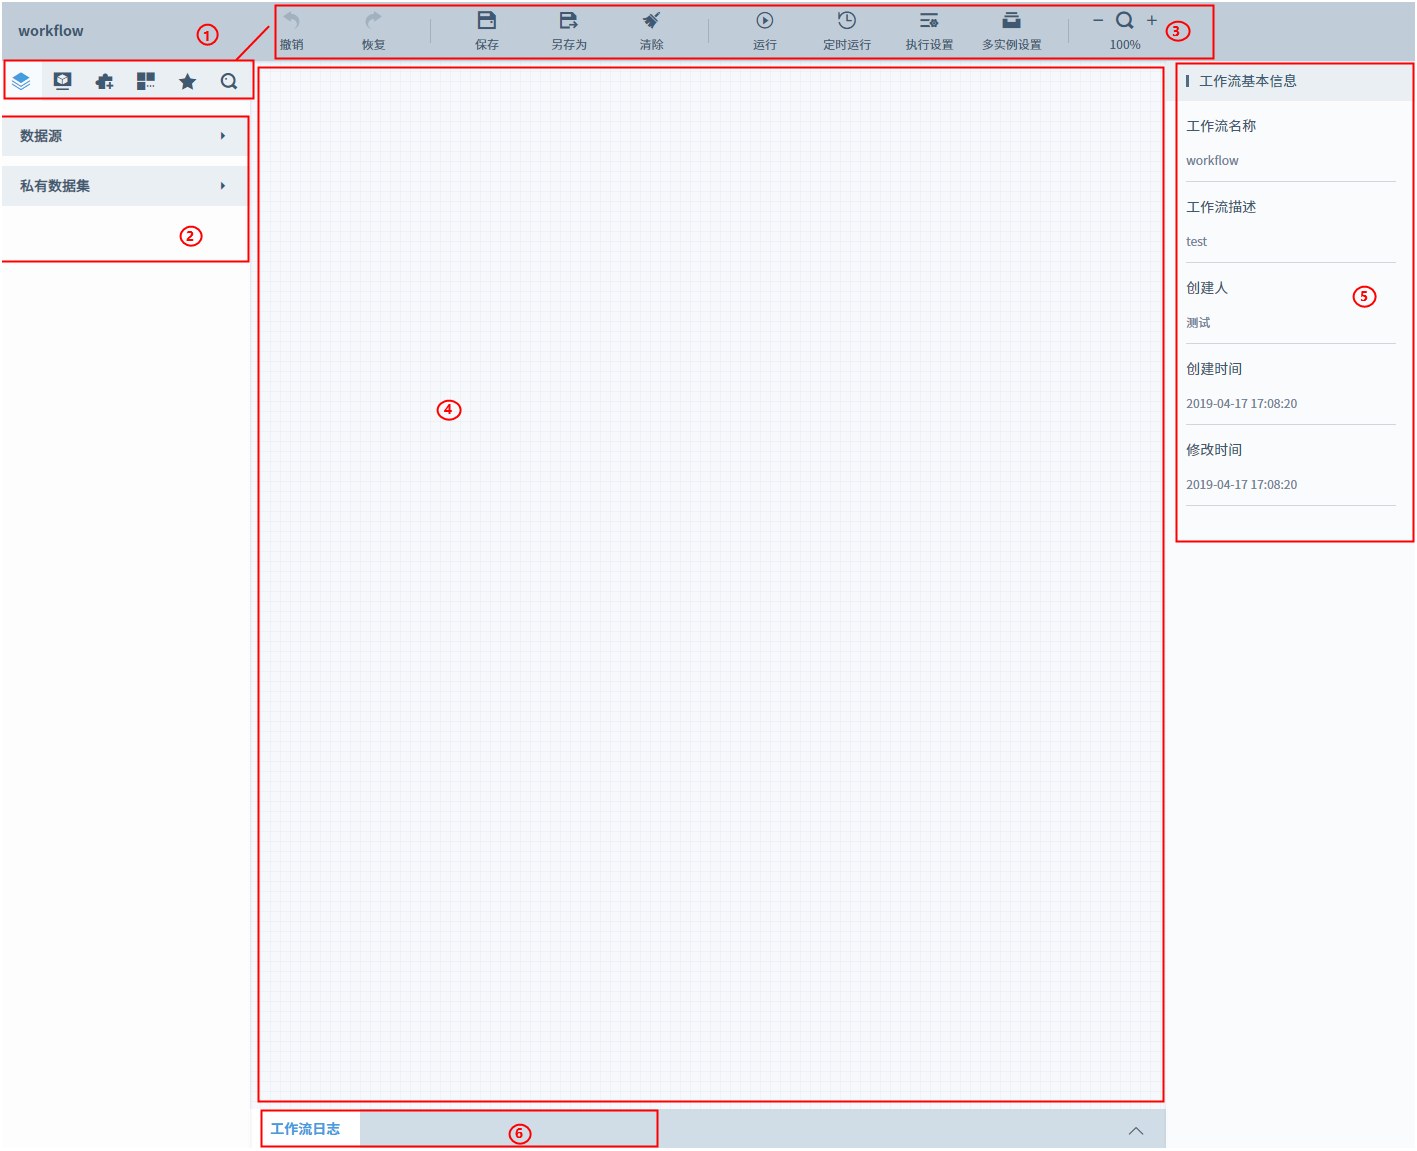 workflow
①
撤销
恢复
保存
另存为
清除
运行
定时运行
执行设置
多实例设置
100%
③
数据源
私有数据集
②
④
工作流基本信息
工作流名称
workflow
工作流描述
test
创建人
测试
创建时间
2019-04-17 17:08:20
修改时间
2019-04-17 17:08:20
⑤
工作流日志
⑥